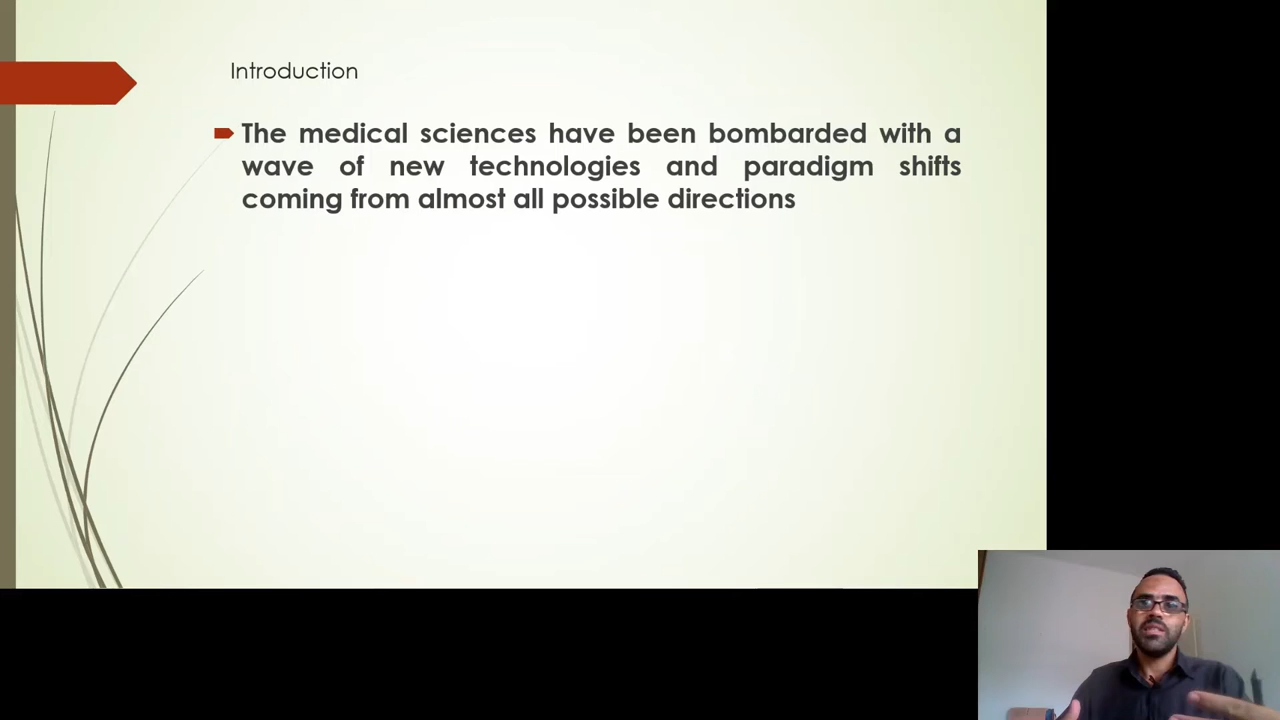 Introduction
The medical sciences have been bombarded with a
wave of new technologies and paradigm shifts
coming from almost all possible directions